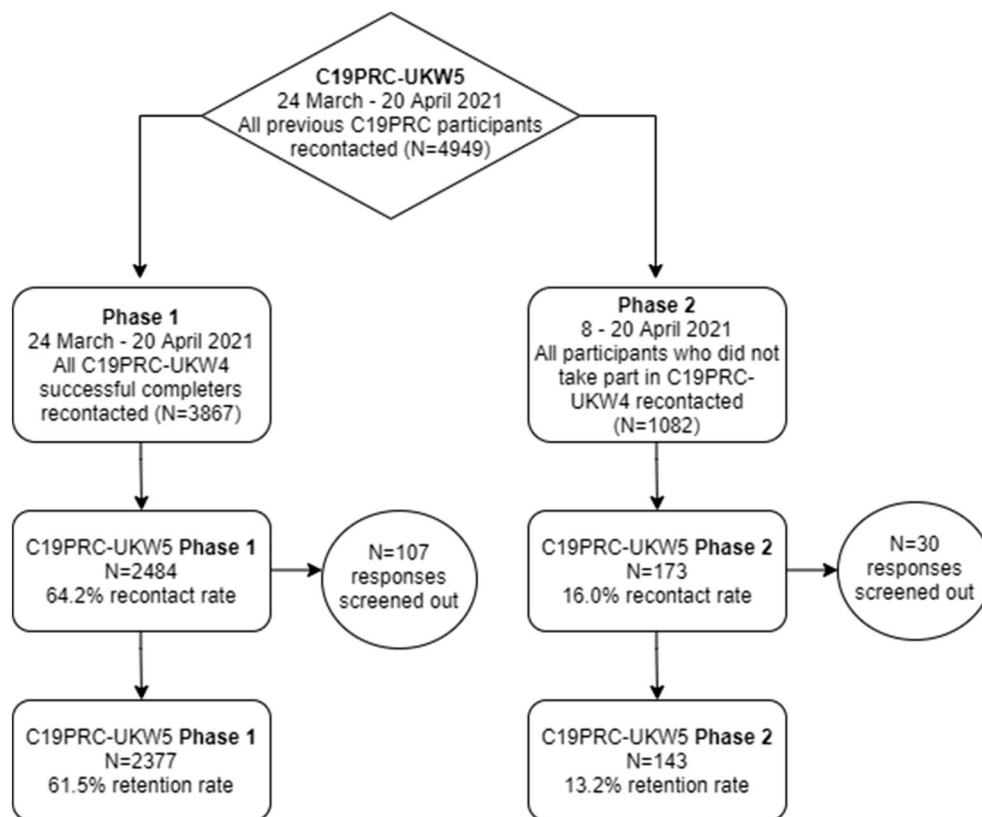 C19PRC-UKW5
24 March - 20 April 2021
All previous C19PRC participants
recontacted (N=4949)
Phase 1
24 March - 20 April 2021
All C19PRC-UKW4
successful completers
recontacted (N=3867)
Phase 2
8 - 20 April 2021
All participants who did not
take part in C19PRC-
UKW4 recontacted
(N=1082)
C19PRC-UKW5 Phase 1
N=2484
64.2% recontact rate
N=107
responses
screened out
C19PRC-UKW5 Phase 2
N=173
16.0% recontact rate
N=30
responses
screened out
C19PRC-UKW5 Phase 1
N=2377
61.5% retention rate
C19PRC-UKW5 Phase 2
N=143
13.2% retention rate